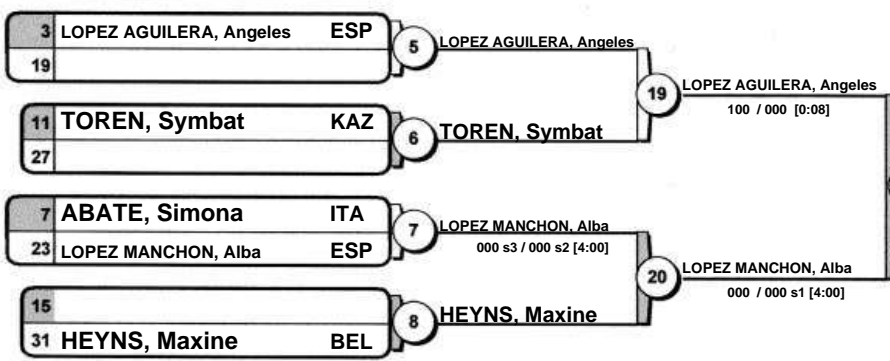 3 LOPEZ AGUILERA, Angeles ESP
19
5
LOPEZ AGUILERA, Angeles
11 TOREN, Symbat KAZ
27
6
TOREN, Symbat
19
LOPEZ AGUILERA, Angeles
100 / 000 [0:08]
7 ABATE, Simona ITA
23 LOPEZ MANCHON, Alba ESP
7
LOPEZ MANCHON, Alba
000 s3 / 000 s2 [4:00]
15
31 HEYNS, Maxine BEL
8
HEYNS, Maxine
20
LOPEZ MANCHON, Alba
000 / 000 s1 [4:00]